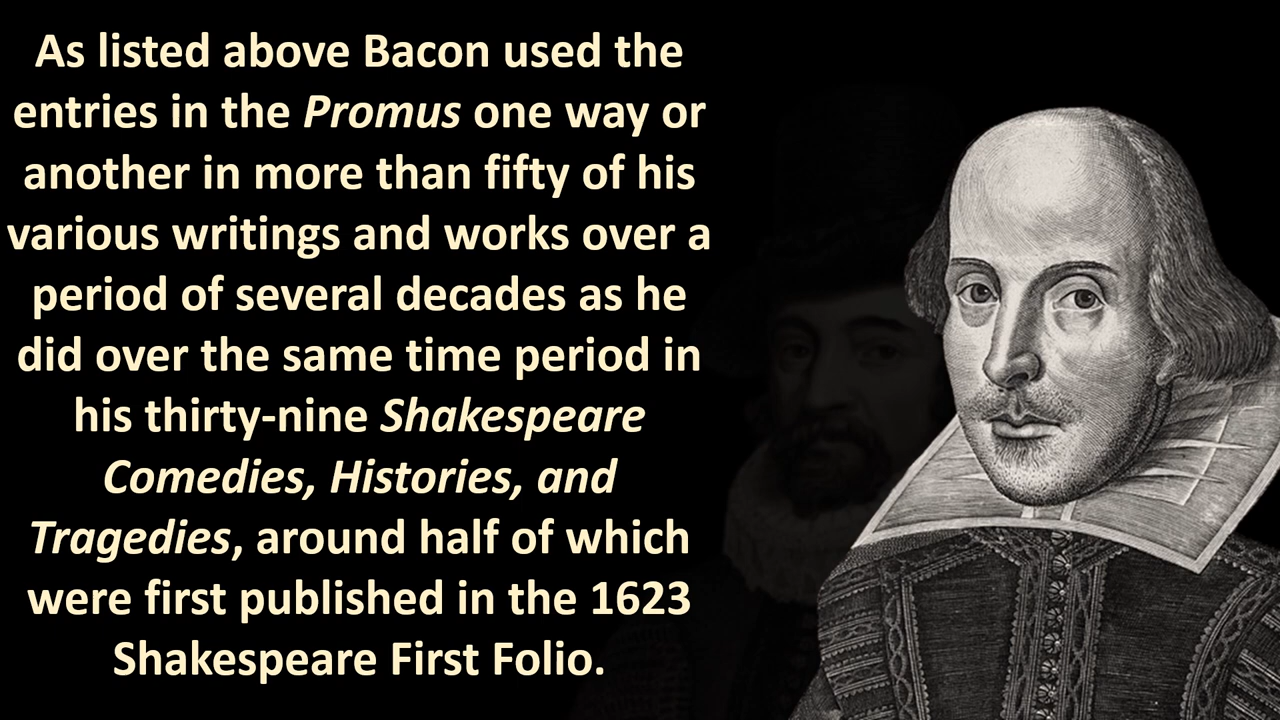 As listed above Bacon used the
entries in the Promus one way or
another in more than fifty of his
various writings and works over a
period of several decades as he
did over the same time period in
his thirty-nine Shakespeare
Comedies, Histories, and
Tragedies, around half of which
were first published in the 1623
Shakespeare First Folio.